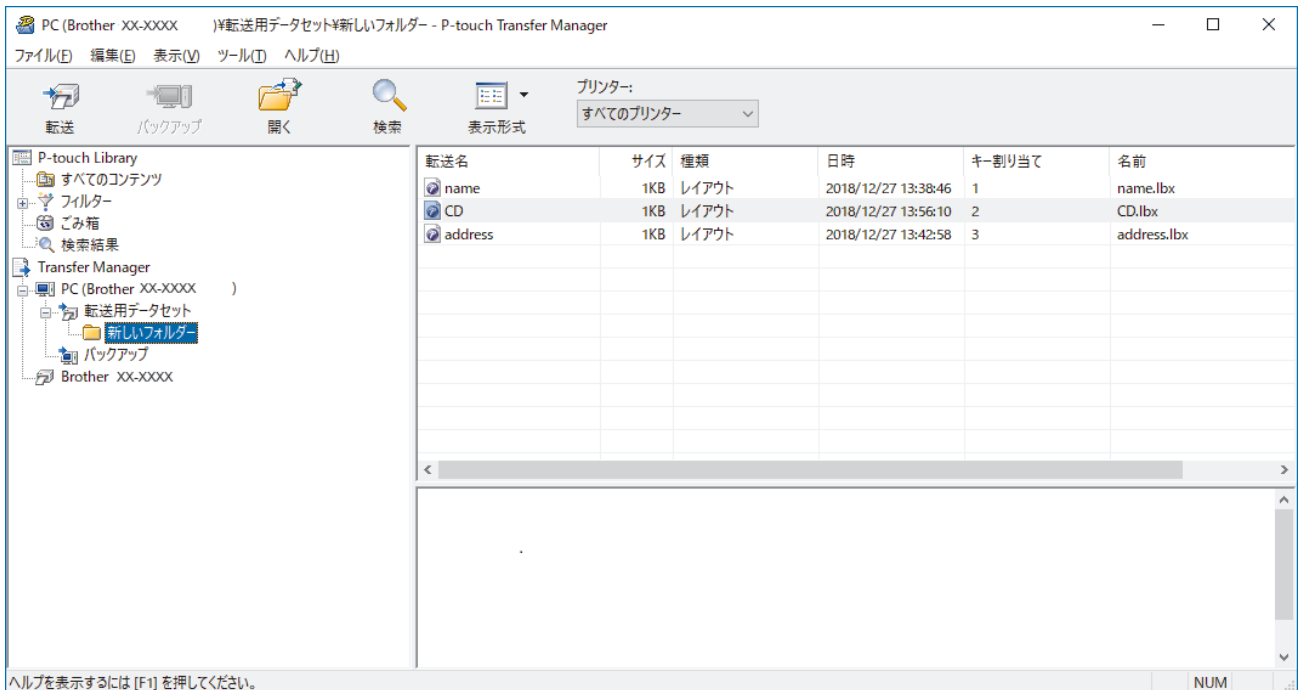 PC (Brother XX-XXXX )¥転送用データセット¥新しいフォルダー - P-touch Transfer Manager
ファイル(F) 編集(E) 表示(V) ツール(T) ヘルプ(H)
プリンター:
すべてのプリンター
転送 バックアップ 開く 検索 表示形式
P-touch Library
すべてのコンテンツ
フィルター
ごみ箱
検索結果
Transfer Manager
PC (Brother XX-XXXX )
転送用データセット
新しいフォルダー
バックアップ
Brother XX-XXXX
転送名 サイズ 種類 日時 キー割り当て 名前
name 1KB レイアウト 2018/12/27 13:38:46 1 name.lbx
CD 1KB レイアウト 2018/12/27 13:56:10 2 CD.lbx
address 1KB レイアウト 2018/12/27 13:42:58 3 address.lbx
ヘルプを表示するには [F1] を押してください。 NUM